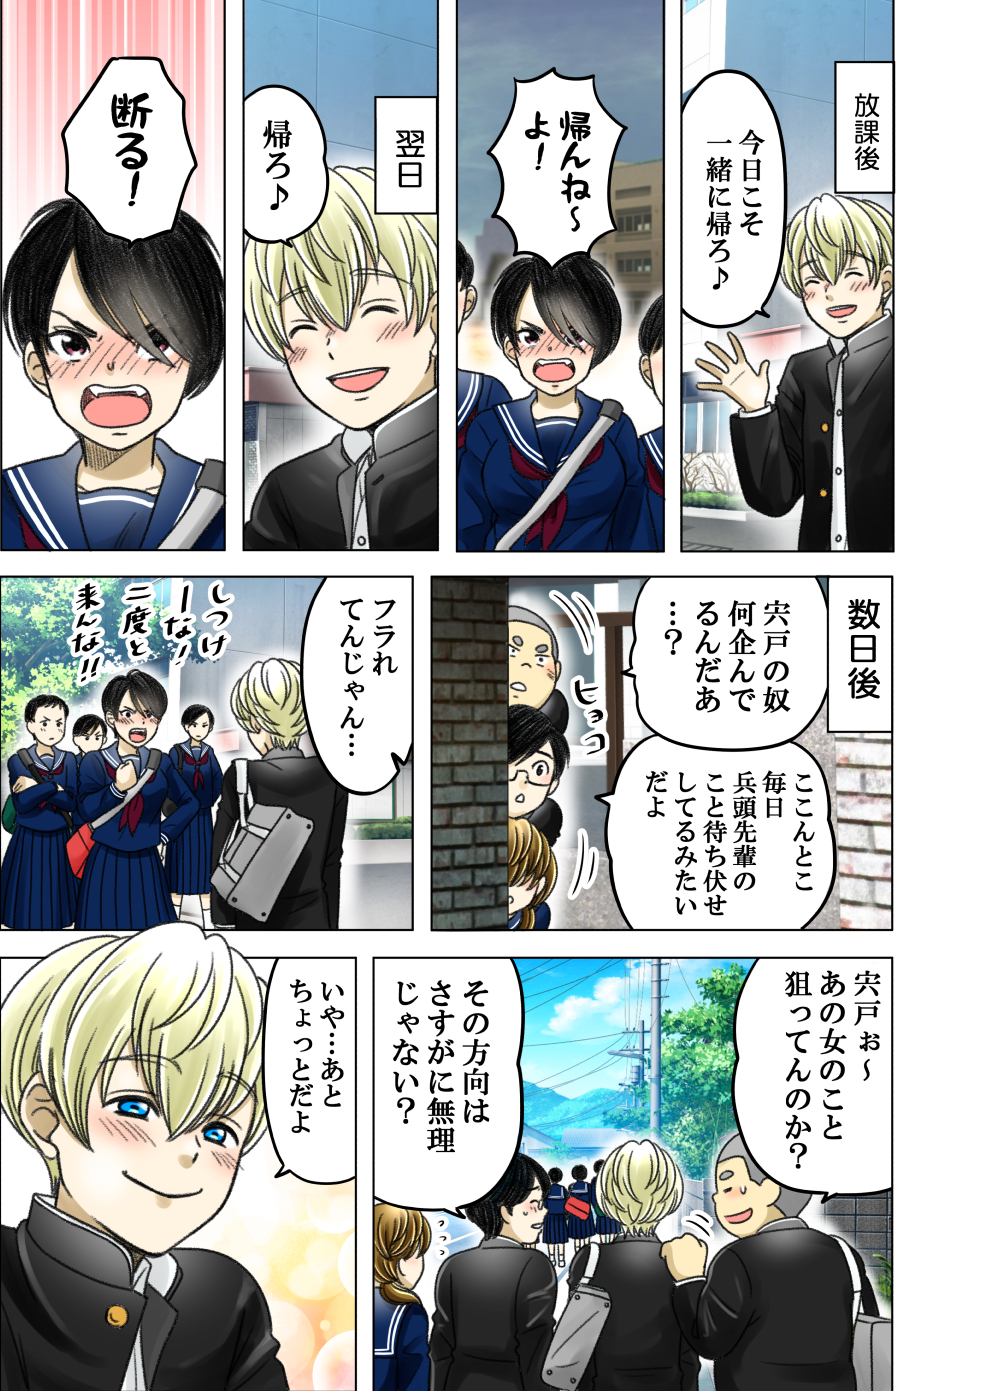 放課後
今日こそ
一緒に帰ろ♪
帰んね～
よ！
翌日
帰ろ♪
断る！
数日後
宍戸の奴
何企んで
るんだあ
…？
ここんとこ
毎日
兵頭先輩の
こと待ち伏せ
してるみたい
だよ
ヒョコ
フラれ
てんじゃん…
しつけ
ーな！
二度と
来んな！！
宍戸ぉ～
あの女のこと
狙ってんのか？
その方向は
さすがに無理
じゃない？
いや…あと
ちょっとだよ